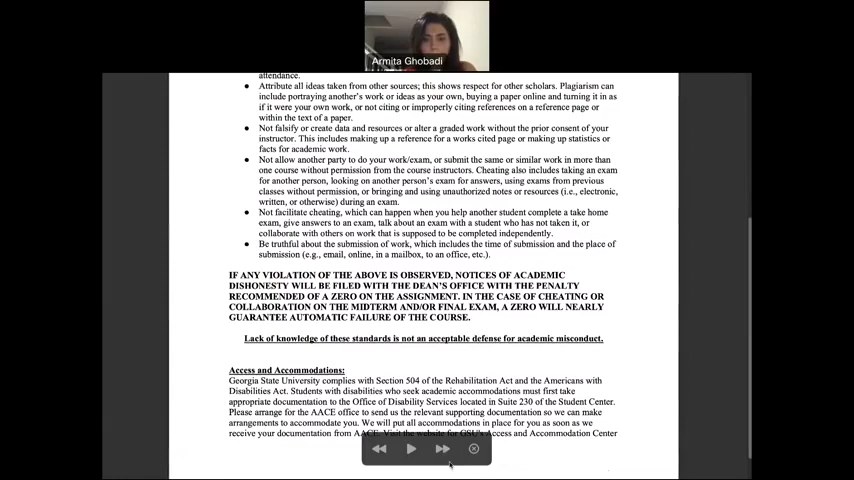 Armita Ghobadi
attendance.
● Attribute all ideas taken from other sources; this shows respect for other scholars. Plagiarism can
include portraying another's work or ideas as your own, buying a paper online and turning it in as
if it were your own work, or not citing or improperly citing references on a reference page or
within the text of a paper.
● Not falsify or create data and resources or alter a graded work without the prior consent of your
instructor. This includes making up a reference for a works cited page or making up statistics or
facts for academic work.
● Not allow another party to do your work/exam, or submit the same or similar work in more than
one course without permission from the course instructors. Cheating also includes taking an exam
for another person, looking on another person's exam for answers, using exams from previous
classes without permission, or bringing and using unauthorized notes or resources (i.e., electronic,
written, or otherwise) during an exam.
● Not facilitate cheating, which can happen when you help another student complete a take home
exam, give answers to an exam, talk about an exam with a student who has not taken it, or
collaborate with others on work that is supposed to be completed independently.
● Be truthful about the submission of work, which includes the time of submission and the place of
submission (e.g., email, online, in a mailbox, to an office, etc.).
IF ANY VIOLATION OF THE ABOVE IS OBSERVED, NOTICES OF ACADEMIC
DISHONESTY WILL BE FILED WITH THE DEAN'S OFFICE WITH THE PENALTY
RECOMMENDED OF A ZERO ON THE ASSIGNMENT. IN THE CASE OF CHEATING OR
COLLABORATION ON THE MIDTERM AND/OR FINAL EXAM, A ZERO WILL NEARLY
GUARANTEE AUTOMATIC FAILURE OF THE COURSE.
Lack of knowledge of these standards is not an acceptable defense for academic misconduct.
Access and Accommodations:
Georgia State University complies with Section 504 of the Rehabilitation Act and the Americans with
Disabilities Act. Students with disabilities who seek academic accommodations must first take
appropriate documentation to the Office of Disability Services located in Suite 230 of the Student Center.
Please arrange for the AACE office to send us the relevant supporting documentation so we can make
arrangements to accommodate you. We will put all accommodations in place for you as soon as we
receive your documentation from AACE. Visit the website for GSU's Access and Accommodation Center